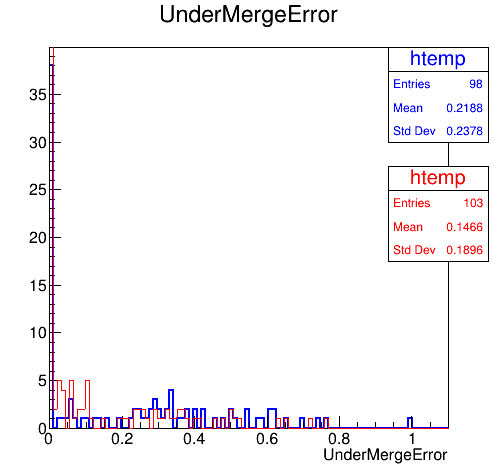 UnderMergeError
htemp
Entries 98
Mean 0.2188
Std Dev 0.2378
htemp
Entries 103
Mean 0.1466
Std Dev 0.1896
35
30
25
20
15
10
5
0
0 0.2 0.4 0.6 0.8 1
UnderMergeError